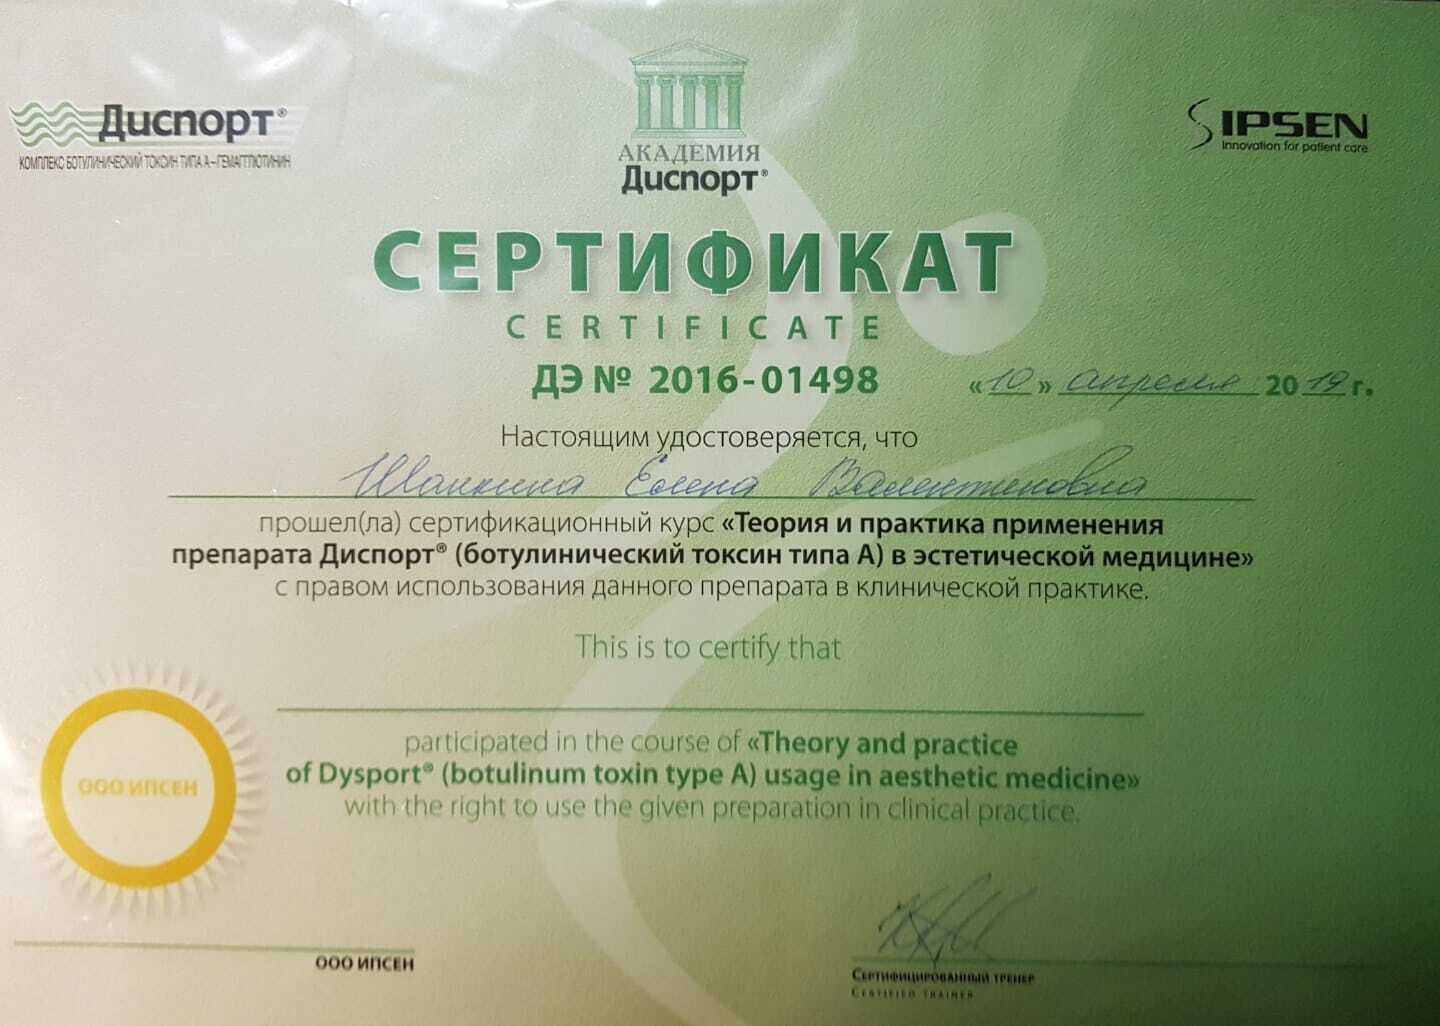 Диспорт®
КОМПЛЕКС БОТУЛИНИЧЕСКИЙ ТОКСИН ТИПА А–ГЕМАГГЛЮТИНИН
АКАДЕМИЯ
Диспорт®
IPSEN
Innovation for patient care
СЕРТИФИКАТ
CERTIFICATE
ДЭ № 2016-01498
«10» апреля 2019 г.
Настоящим удостоверяется, что
Елена Валентиновна
прошел(ла) сертификационный курс «Теория и практика применения
препарата Диспорт® (ботулинический токсин типа А) в эстетической медицине»
с правом использования данного препарата в клинической практике.
This is to certify that
participated in the course of «Theory and practice
of Dysport® (botulinum toxin type A) usage in aesthetic medicine»
with the right to use the given preparation in clinical practice.
ООО ИПСЕН
ООО ИПСЕН
Сертифицированный тренер
Certified trainer